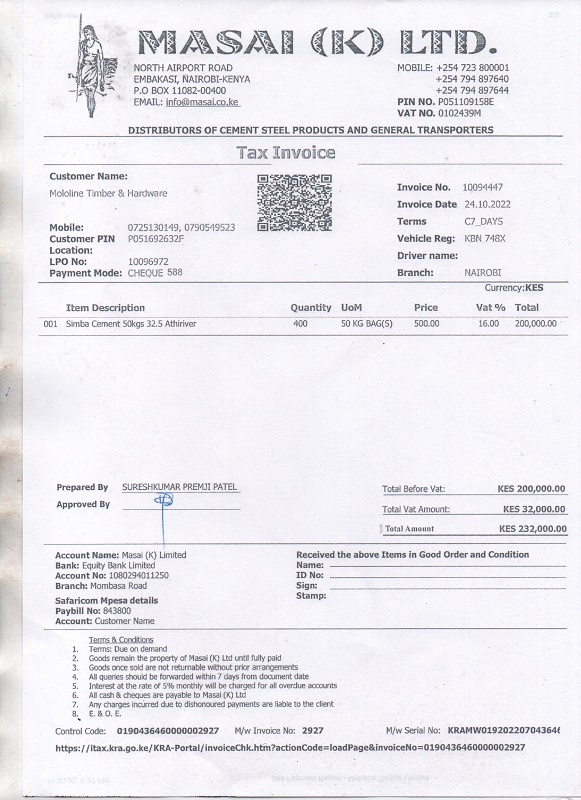 MASAI (K) LTD.
NORTH AIRPORT ROAD
EMBAKASI, NAIROBI-KENYA
P.O BOX 11082-00400
EMAIL: info@masai.co.ke
MOBILE: +254 723 800001
+254 794 897640
+254 794 897644
PIN NO. P051109158E
VAT NO. 0102439M
DISTRIBUTORS OF CEMENT STEEL PRODUCTS AND GENERAL TRANSPORTERS
Tax Invoice
Customer Name:
Mololine Timber & Hardware
Mobile: 0725130149, 0790549523
Customer PIN P051692632F
Location:
LPO No: 10096972
Payment Mode: CHEQUE 588
Invoice No. 10094447
Invoice Date 24.10.2022
Terms C7_DAYS
Vehicle Reg: KBN 748X
Driver name:
Branch: NAIROBI
Currency:KES
Item Description Quantity UoM Price Vat % Total
001 Simba Cement 50kgs 32.5 Athiriver 400 50 KG BAG(S) 500.00 16.00 200,000.00
Prepared By SURESHKUMAR PREMJI PATEL
Approved By
Total Before Vat: KES 200,000.00
Total Vat Amount: KES 32,000.00
Total Amount KES 232,000.00
Account Name: Masai (K) Limited
Bank: Equity Bank Limited
Account No: 1080294011250
Branch: Mombasa Road
Safaricom Mpesa details
Paybill No: 843800
Account: Customer Name
Received the above Items in Good Order and Condition
Name:
ID No:
Sign:
Stamp:
Terms & Conditions
1. Terms: Due on demand
2. Goods remain the property of Masai (K) Ltd until fully paid
3. Goods once sold are not returnable without prior arrangements
4. All queries should be forwarded within 7 days from document date
5. Interest at the rate of 5% monthly will be charged for all overdue accounts
6. All cash & cheques are payable to Masai (K) Ltd
7. Any charges incurred due to dishonoured payments are liable to the client
8. E. & O. E.
Control Code: 0190436460000002927 M/w Invoice No: 2927 M/w Serial No: KRAMW019202207043646
https://itax.kra.go.ke/KRA-Portal/invoiceChk.htm?actionCode=loadPage&invoiceNo=0190436460000002927